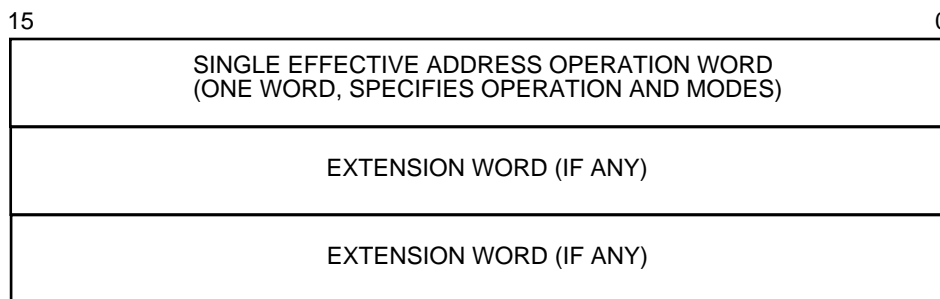 15 0
SINGLE EFFECTIVE ADDRESS OPERATION WORD
(ONE WORD, SPECIFIES OPERATION AND MODES)
EXTENSION WORD (IF ANY)
EXTENSION WORD (IF ANY)